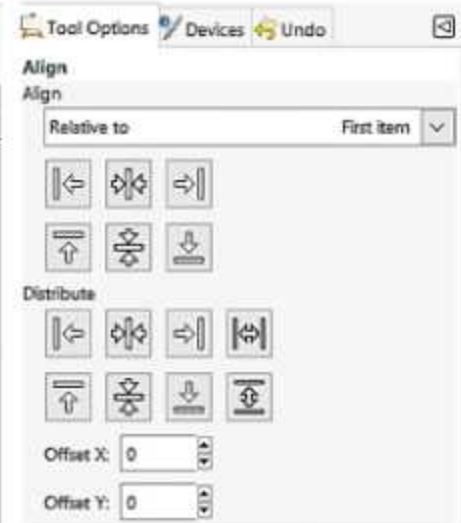 Tool Options Devices Undo
Align
Align
Relative to First item
Distribute
Offset X: 0
Offset Y: 0